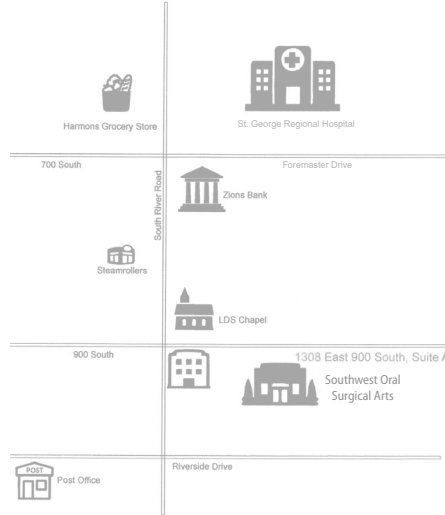 Harmons Grocery Store
St. George Regional Hospital
700 South
Foremaster Drive
South River Road
Zions Bank
Steamrollers
LDS Chapel
900 South
1308 East 900 South, Suite A
Southwest Oral
Surgical Arts
Riverside Drive
POST
Post Office